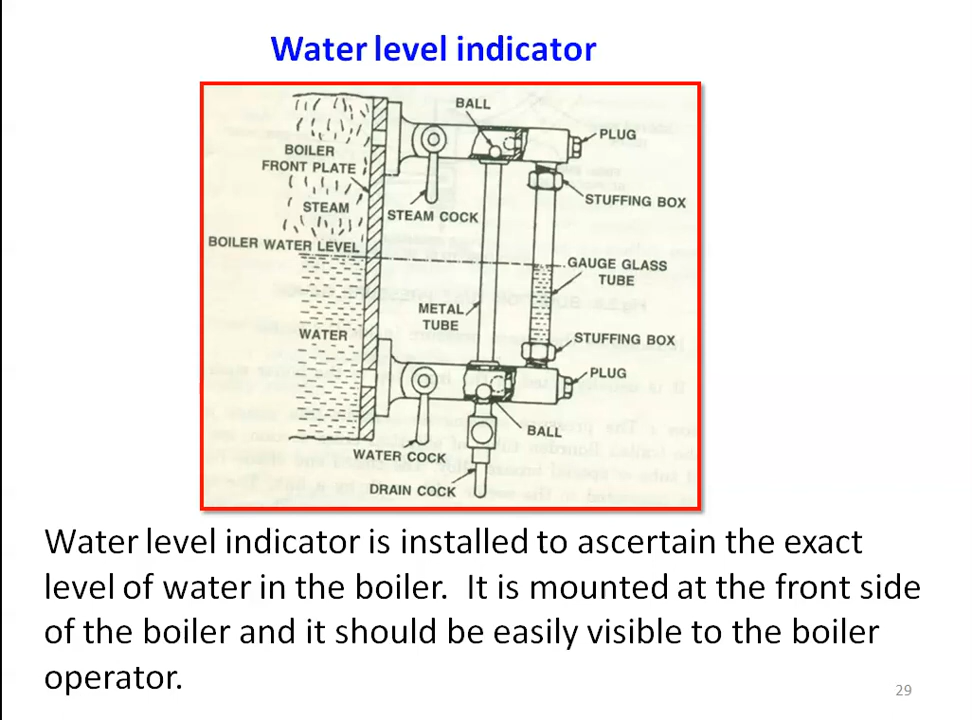 Water level indicator
BALL
PLUG
BOILER
FRONT PLATE
STEAM
STEAM COCK
STUFFING BOX
BOILER WATER LEVEL
GAUGE GLASS
TUBE
METAL
TUBE
WATER
STUFFING BOX
PLUG
BALL
WATER COCK
DRAIN COCK
Water level indicator is installed to ascertain the exact
level of water in the boiler. It is mounted at the front side
of the boiler and it should be easily visible to the boiler
operator.
29